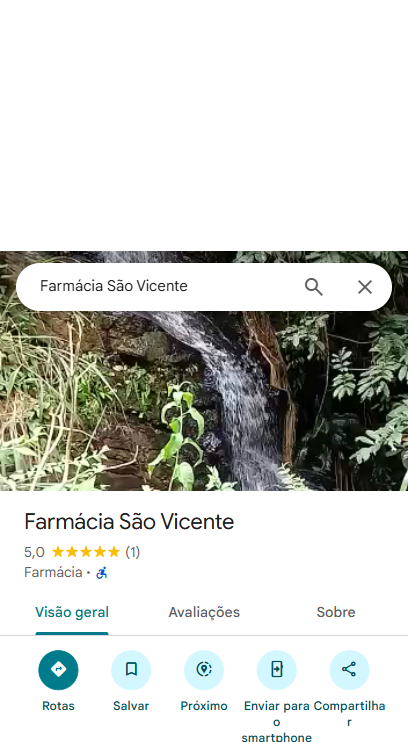 Farmácia São Vicente
Farmácia São Vicente
5,0 (1)
Farmácia ·
Visão geral Avaliações Sobre
Rotas Salvar Próximo Enviar para o smartphone Compartilhar